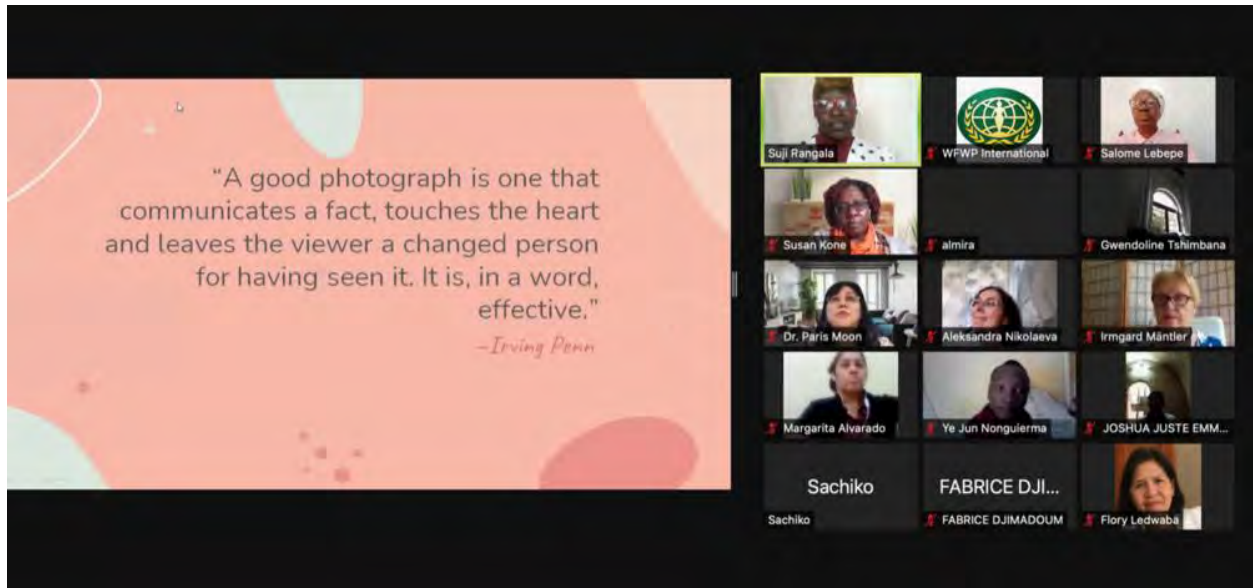 “A good photograph is one that
communicates a fact, touches the heart
and leaves the viewer a changed person
for having seen it. It is, in a word,
effective.”
–Irving Penn
Suji Rangala
WFWP International
Salome Lebepe
Susan Kone
almira
Gwendoline Tshimbana
Dr. Paris Moon
Aleksandra Nikolaeva
Irmgard Mäntler
Margarita Alvarado
Ye Jun Nonguierma
JOSHUA JUSTE EMM...
Sachiko
Sachiko
FABRICE DJI...
FABRICE DJIMADOUM
Flory Ledwaba